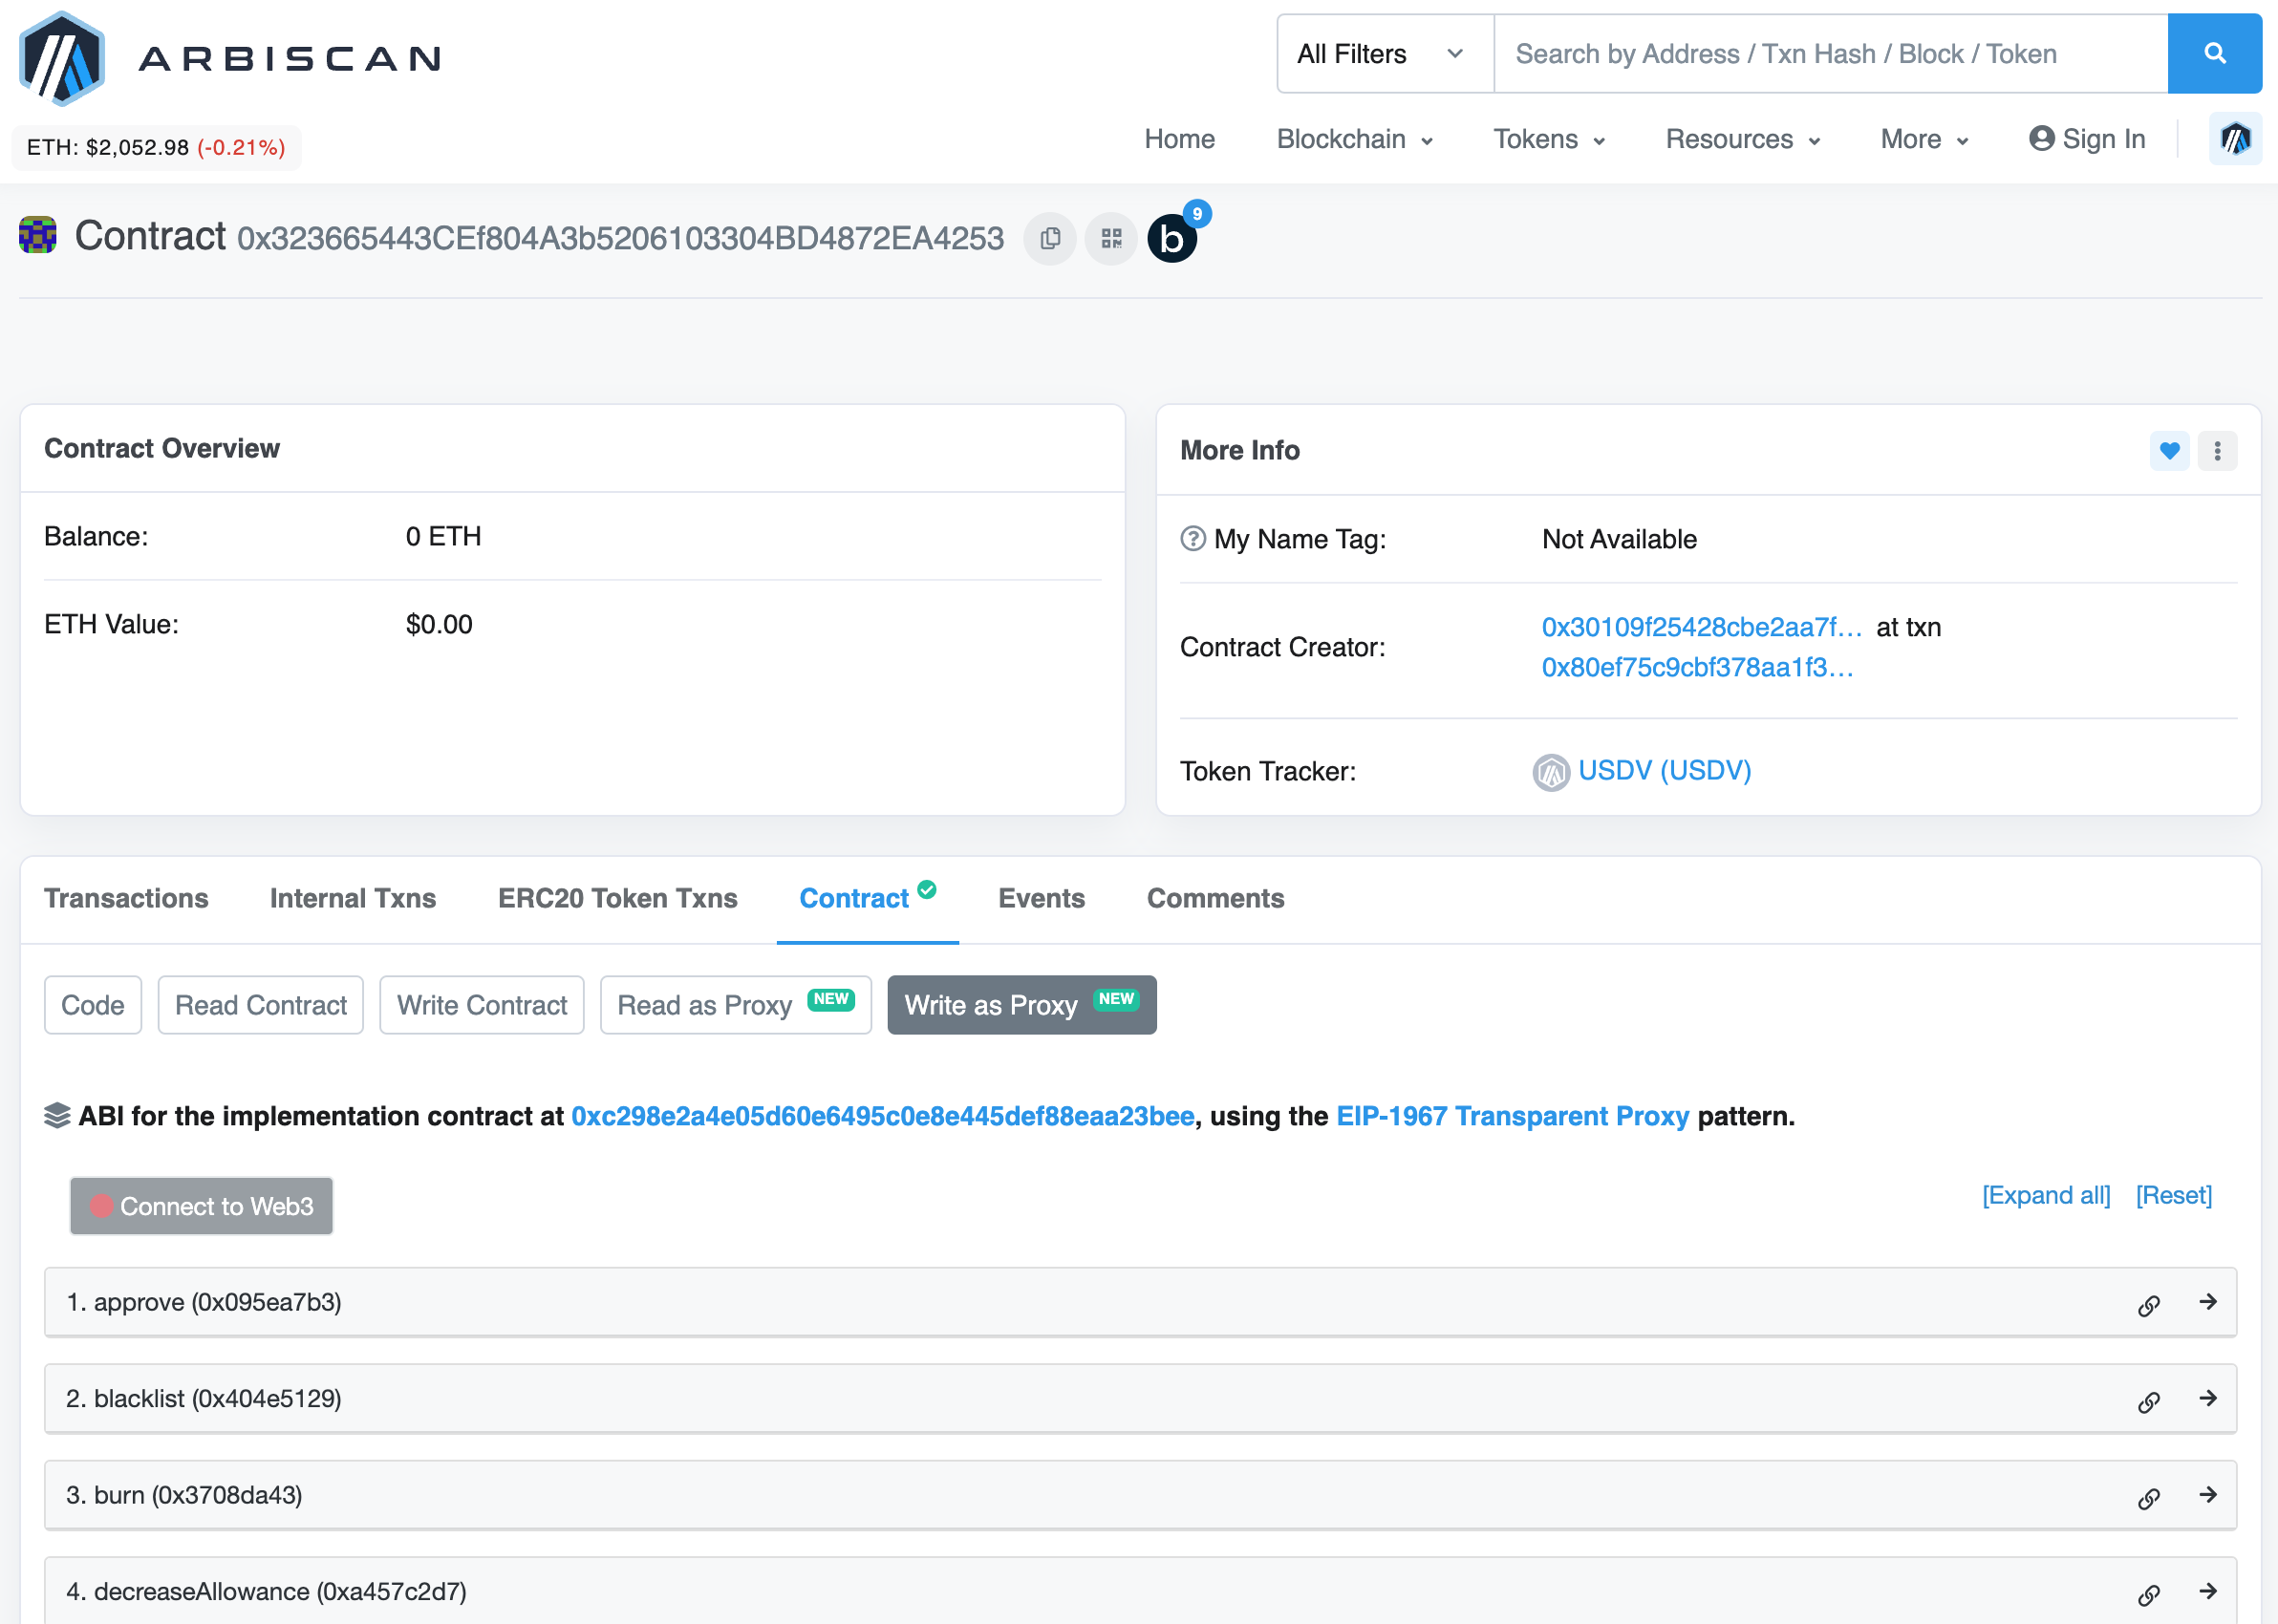 ARBISCAN
All Filters
Search by Address / Txn Hash / Block / Token
ETH: $2,052.98 (-0.21%)
Home Blockchain Tokens Resources More Sign In
Contract 0x323665443CEf804A3b5206103304BD4872EA4253
b 9
Contract Overview
Balance: 0 ETH
ETH Value: $0.00
More Info
My Name Tag: Not Available
Contract Creator: 0x30109f25428cbe2aa7f... at txn
0x80ef75c9cbf378aa1f3...
Token Tracker: USDV (USDV)
Transactions Internal Txns ERC20 Token Txns Contract Events Comments
Code Read Contract Write Contract Read as Proxy NEW Write as Proxy NEW
ABI for the implementation contract at 0xc298e2a4e05d60e6495c0e8e445def88eaa23bee, using the EIP-1967 Transparent Proxy pattern.
Connect to Web3
[Expand all] [Reset]
1. approve (0x095ea7b3)
2. blacklist (0x404e5129)
3. burn (0x3708da43)
4. decreaseAllowance (0xa457c2d7)